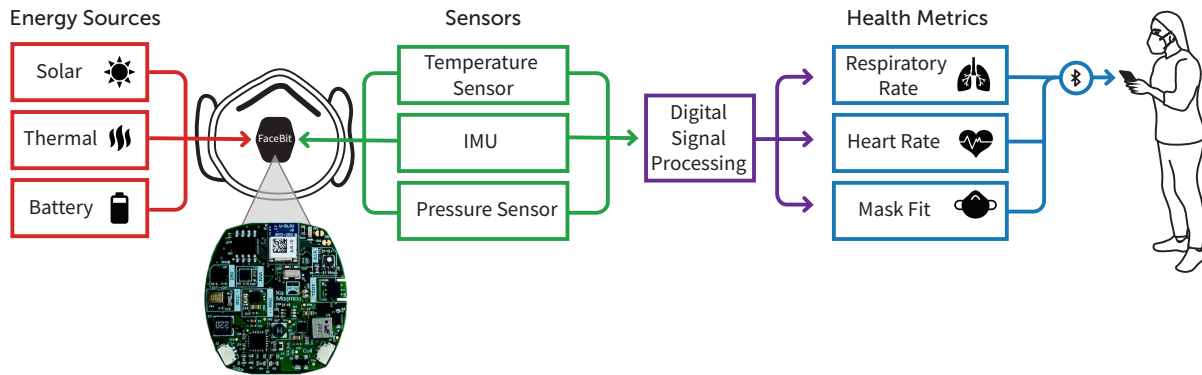 Energy Sources
Sensors
Health Metrics
Solar
Thermal
Battery
FaceBit
Temperature
Sensor
IMU
Pressure Sensor
Digital
Signal
Processing
Respiratory
Rate
Heart Rate
Mask Fit
220